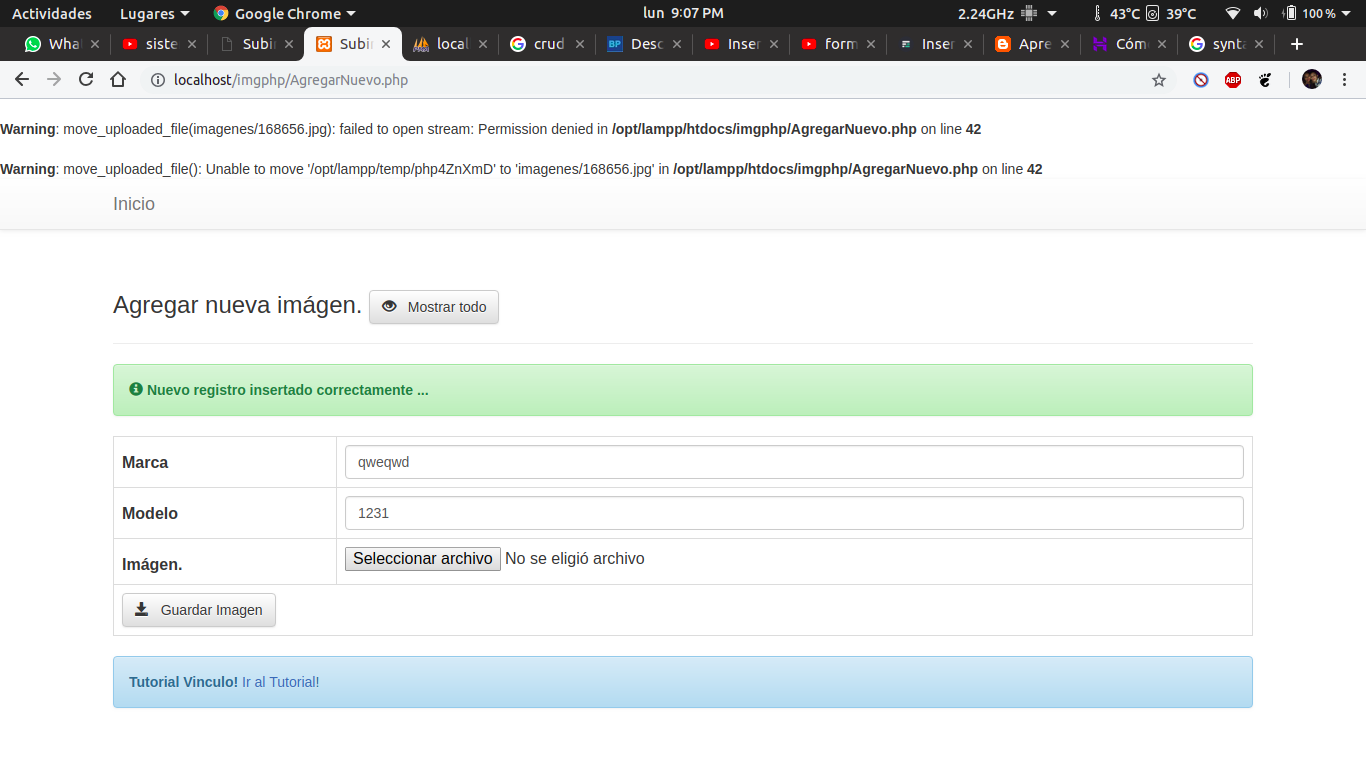 Actividades Lugares Google Chrome lun 9:07 PM 2.24GHz 43°C 39°C 100 %
What siste Subir Subir local crud BP Desc Inser form Inser Apre Cóm synta
localhost/imgphp/AgregarNuevo.php ABP
Warning: move_uploaded_file(imagenes/168656.jpg): failed to open stream: Permission denied in /opt/lampp/htdocs/imgphp/AgregarNuevo.php on line 42
Warning: move_uploaded_file(): Unable to move '/opt/lampp/temp/php4ZnXmD' to 'imagenes/168656.jpg' in /opt/lampp/htdocs/imgphp/AgregarNuevo.php on line 42
Inicio
Agregar nueva imágen. Mostrar todo
Nuevo registro insertado correctamente ...
Marca qweqwd
Modelo 1231
Imágen. Seleccionar archivo No se eligió archivo
Guardar Imagen
Tutorial Vinculo! Ir al Tutorial!